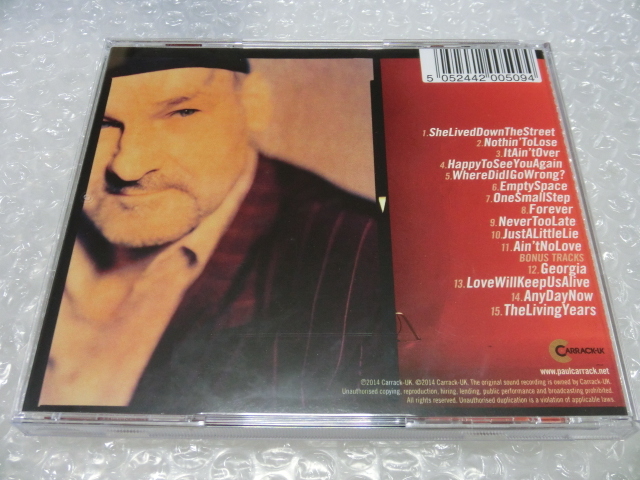 5 052442 005094
1. SheLivedDownTheStreet
2. Nothin'ToLose
3. ItAin'tOver
4. HappyToSeeYouAgain
5. WhereDidIGoWrong?
6. EmptySpace
7. OneSmallStep
8. Forever
9. NeverTooLate
10. JustALittleLie
11. Ain'tNoLove
BONUS TRACKS
12. Georgia
13. LoveWillKeepUsAlive
14. AnyDayNow
15. TheLivingYears
CARRACK-UK
www.paulcarrack.net
℗2014 Carrack-UK. ©2014 Carrack-UK. The original sound recording is owned by Carrack-UK.
Unauthorised copying, reproduction, hiring, lending, public performance and broadcasting prohibited.
All rights reserved. Unauthorised duplication is a violation of applicable laws